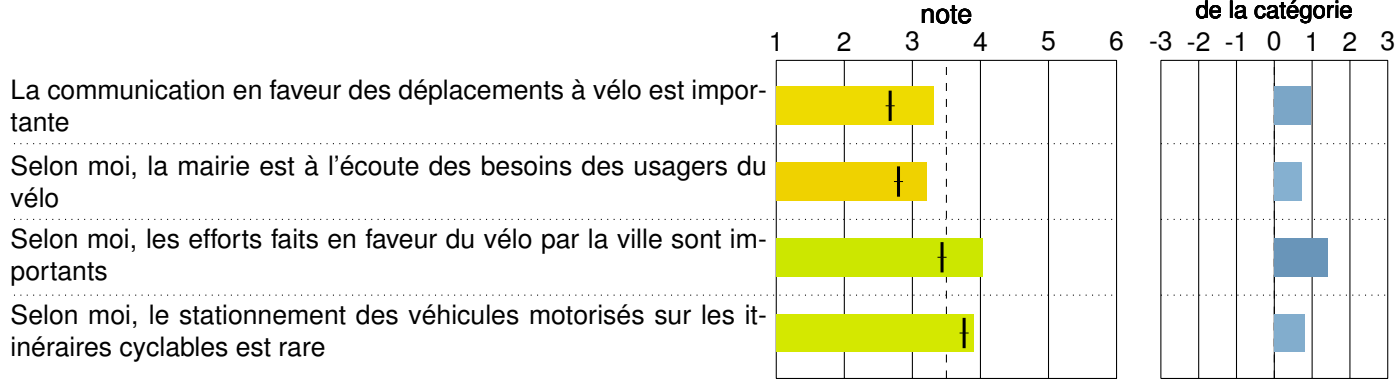 note
de la catégorie
1 2 3 4 5 6
-3 -2 -1 0 1 2 3
La communication en faveur des déplacements à vélo est impor-
tante
Selon moi, la mairie est à l'écoute des besoins des usagers du
vélo
Selon moi, les efforts faits en faveur du vélo par la ville sont im-
portants
Selon moi, le stationnement des véhicules motorisés sur les it-
inéraires cyclables est rare